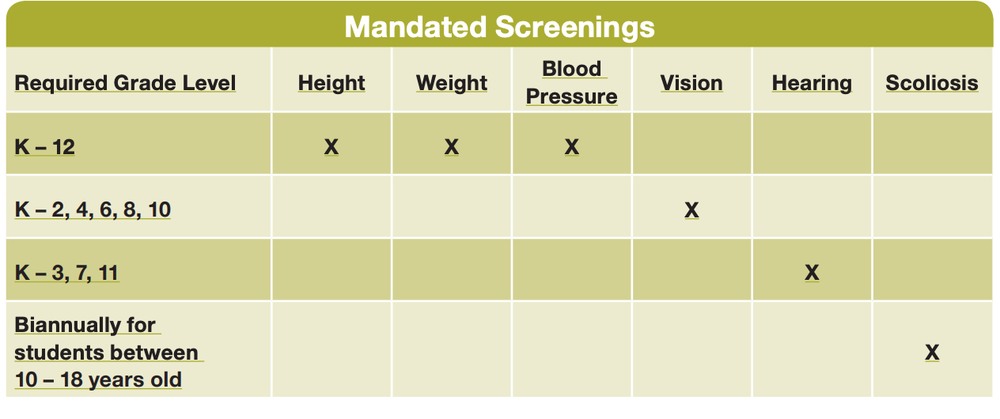 Mandated Screenings
Required Grade Level Height Weight Blood Pressure Vision Hearing Scoliosis
K – 12 X X X
K – 2, 4, 6, 8, 10 X
K – 3, 7, 11 X
Biannually for
students between
10 – 18 years old X